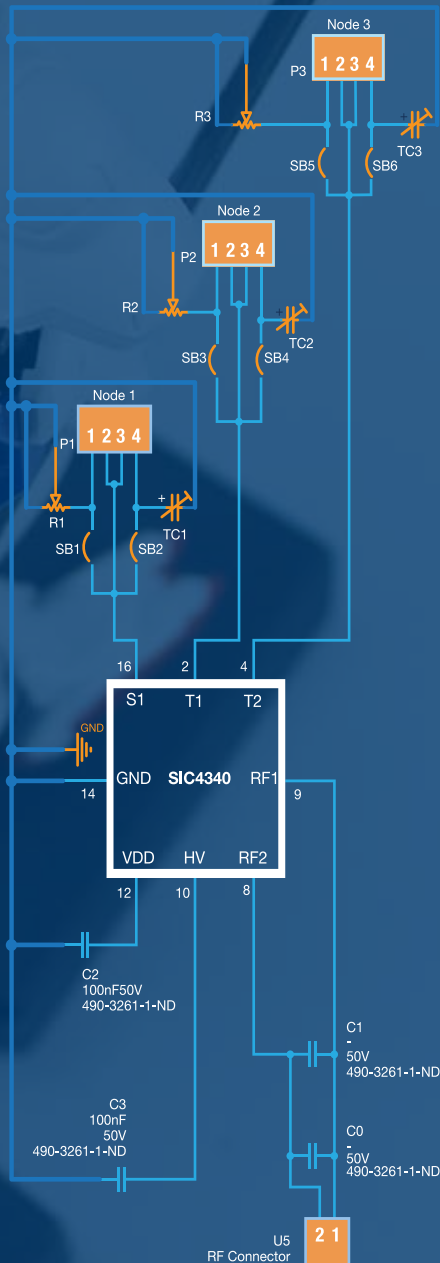 Node 3
P3
1 2 3 4
R3
+
TC3
SB5
SB6
Node 2
P2
1 2 3 4
R2
+
TC2
SB3
SB4
Node 1
P1
1 2 3 4
R1
+
TC1
SB1
SB2
16
2
4
S1
T1
T2
GND
GND
SIC4340
RF1
14
9
VDD
HV
RF2
12
10
8
C2
100nF50V
490-3261-1-ND
C1
-
50V
490-3261-1-ND
C3
100nF
50V
490-3261-1-ND
C0
-
50V
490-3261-1-ND
U5
RF Connector
2 1